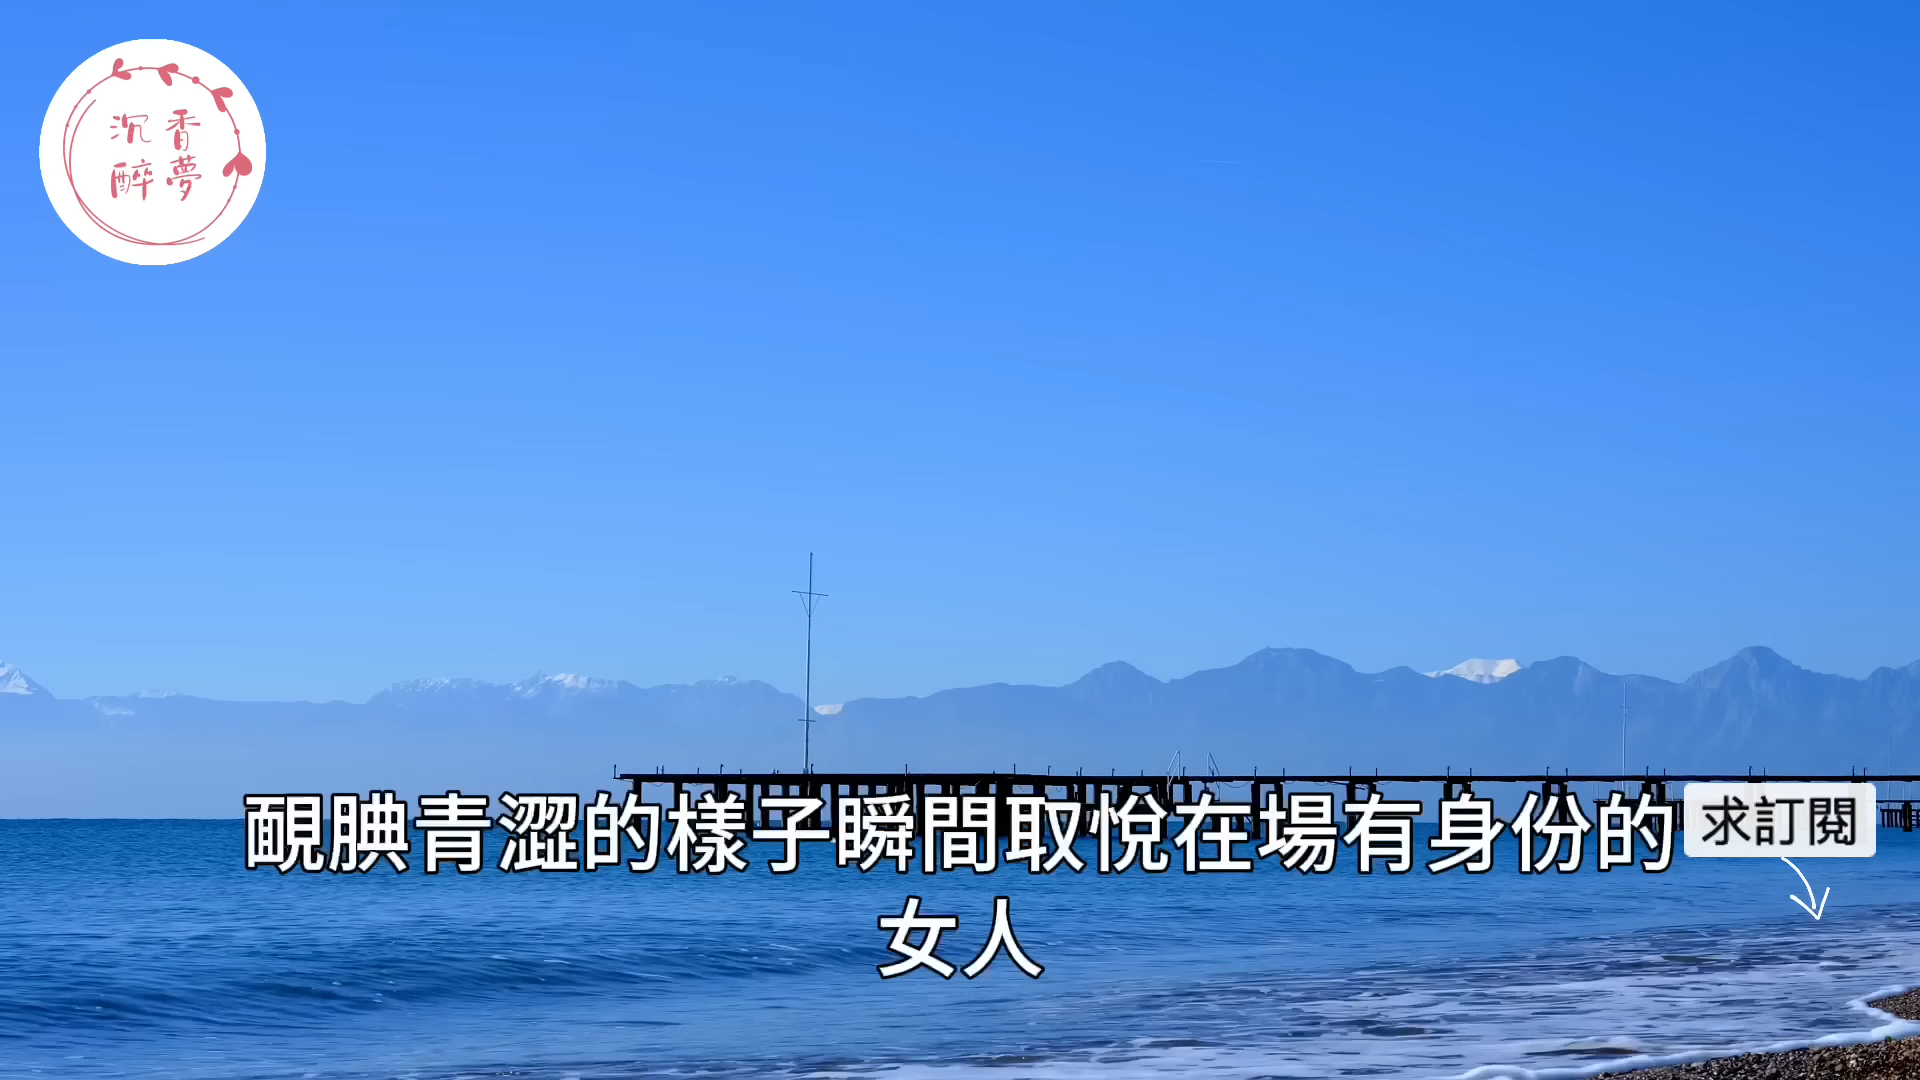 沉香
醉夢
靦腆青澀的樣子瞬間取悅在場有身份的
女人
求訂閱